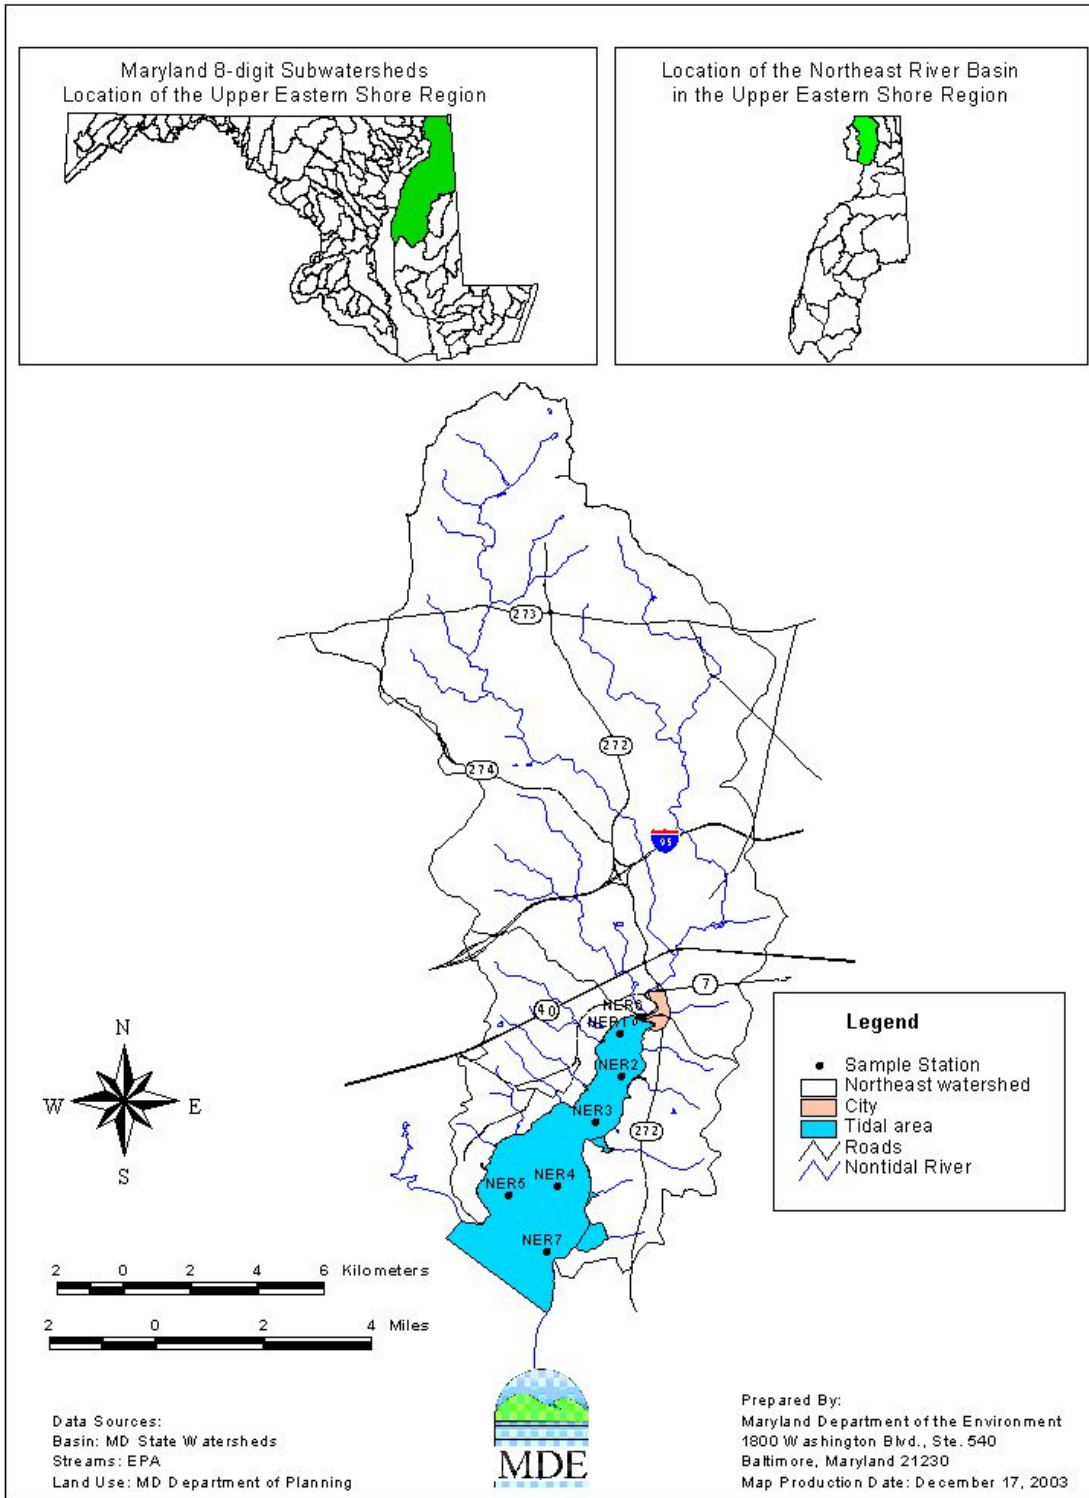 Maryland 8-digit Subwatersheds
Location of the Upper Eastern Shore Region
Location of the Northeast River Basin
in the Upper Eastern Shore Region
273
272
274
95
7
40
NER6
NER1
NER2
NER3
272
NER4
NER5
NER7
N
W
E
S
Legend
Sample Station
Northeast watershed
City
Tidal area
Roads
Nontidal River
2 0 2 4 6 Kilometers
2 0 2 4 Miles
MDE
Data Sources:
Basin: MD State Watersheds
Streams: EPA
Land Use: MD Department of Planning
Prepared By:
Maryland Department of the Environment
1800 Washington Blvd., Ste. 540
Baltimore, Maryland 21230
Map Production Date: December 17, 2003